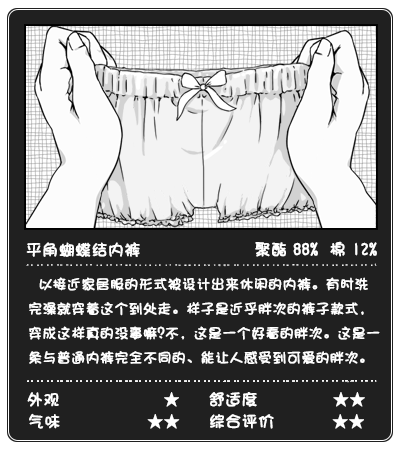 平角蝴蝶结内裤 聚酯 88% 棉 12%
以接近家居服的形式被设计出来休闲的内裤。有时洗
完澡就穿着这个到处走。样子是近乎胖次的裤子款式,
穿成这样真的没事嘛?不, 这是一个好看的胖次。这是一
条与普通内裤完全不同的、能让人感受到可爱的胖次。
外观 ★ 舒适度 ★★
气味 ★★ 综合评价 ★★